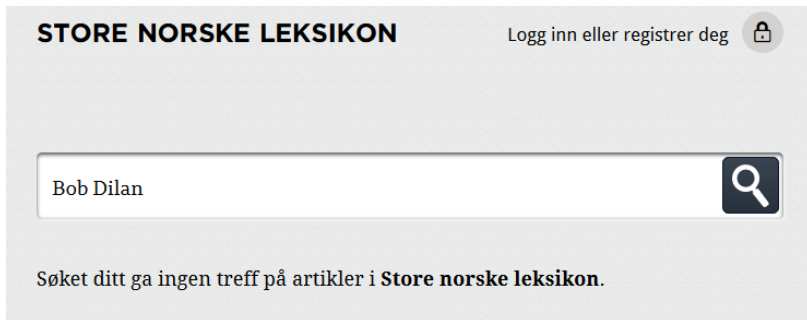 STORE NORSKE LEKSIKON
Logg inn eller registrer deg
Bob Dilan
Søket ditt ga ingen treff på artikler i Store norske leksikon.